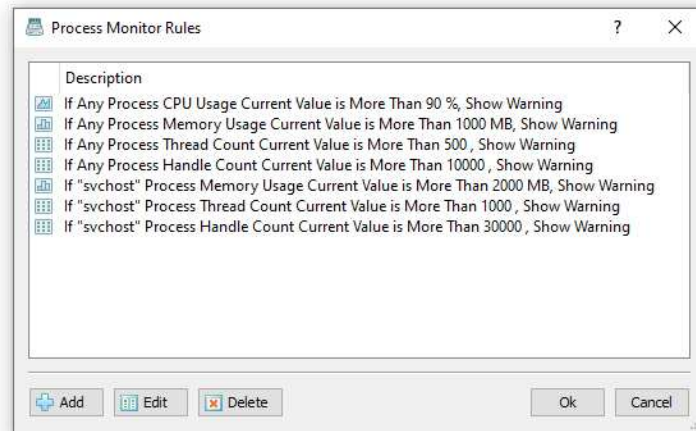 Process Monitor Rules
Description
If Any Process CPU Usage Current Value is More Than 90 %, Show Warning
If Any Process Memory Usage Current Value is More Than 1000 MB, Show Warning
If Any Process Thread Count Current Value is More Than 500 , Show Warning
If Any Process Handle Count Current Value is More Than 10000 , Show Warning
If "svchost" Process Memory Usage Current Value is More Than 2000 MB, Show Warning
If "svchost" Process Thread Count Current Value is More Than 1000 , Show Warning
If "svchost" Process Handle Count Current Value is More Than 30000 , Show Warning
Add Edit Delete Ok Cancel